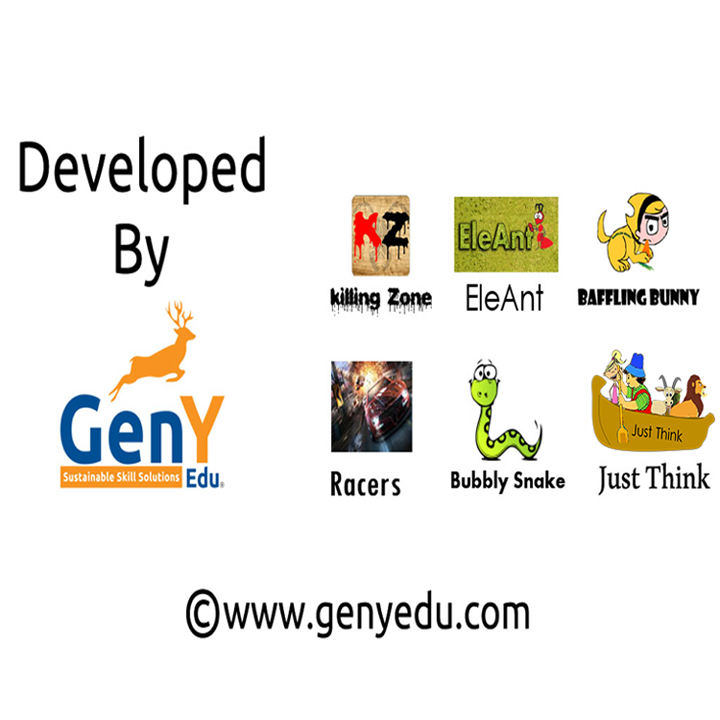 Developed
By
GenY
Sustainable Skill Solutions Edu®
KZ
killing Zone
EleAnt
EleAnt
BAFFLING BUNNY
Racers
Bubbly Snake
Just Think
Just Think
©www.genyedu.com